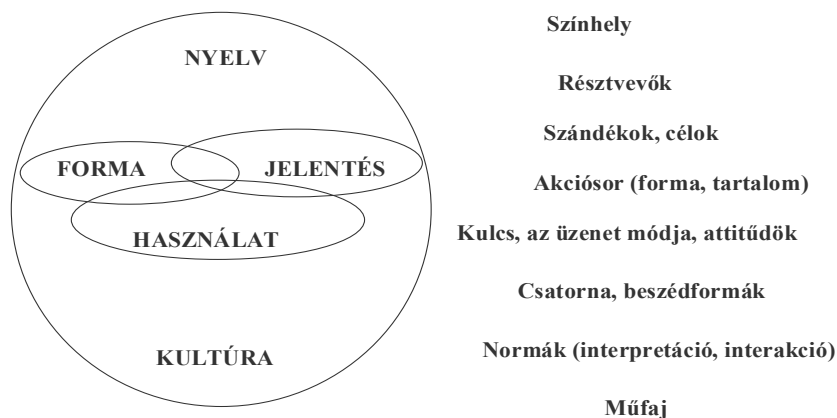 NYELV
FORMA
JELENTÉS
HASZNÁLAT
KULTÚRA
Színhely
Résztvevők
Szándékok, célok
Akciósor (forma, tartalom)
Kulcs, az üzenet módja, attitűdök
Csatorna, beszédformák
Normák (interpretáció, interakció)
Műfaj